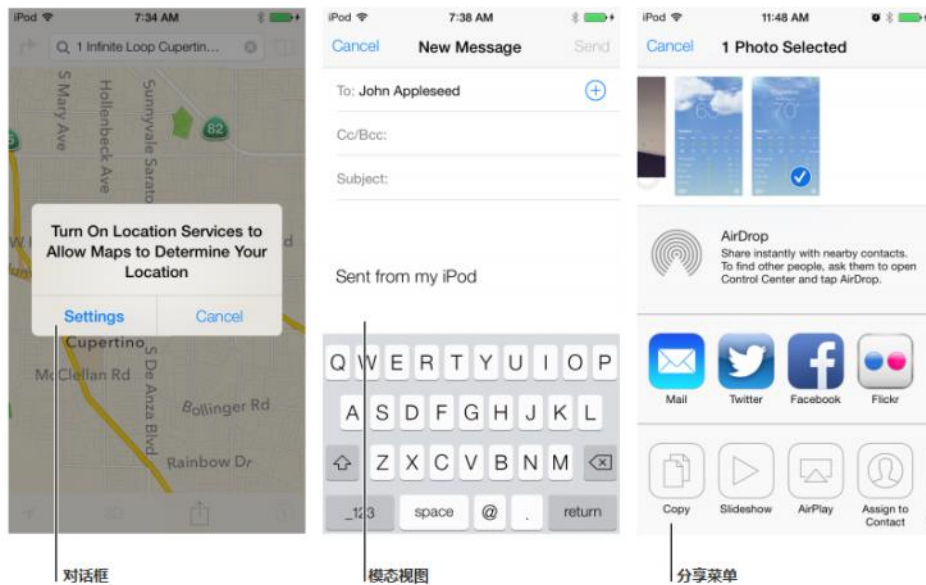 iPod
7:34 AM
1 Infinite Loop Cupertin...
S Mary Ave
Hollenbeck Ave
Sunnyvale Sarato
82
Turn On Location Services to
Allow Maps to Determine Your
Location
Settings
Cancel
Cupertino
McClellan Rd
S De Anza Blvd
Bollinger Rd
Rainbow Dr
3D
对话框
iPod
7:38 AM
Cancel
New Message
Send
To: John Appleseed
Cc/Bcc:
Subject:
Sent from my iPod
Q W E R T Y U I O P
A S D F G H J K L
Z X C V B N M
_123
space
@
.
return
模态视图
iPod
11:48 AM
Cancel
1 Photo Selected
AirDrop
Share instantly with nearby contacts.
To find other people, ask them to open
Control Center and tap AirDrop.
Mail
Twitter
Facebook
Flickr
Copy
Slideshow
AirPlay
Assign to
Contact
分享菜单